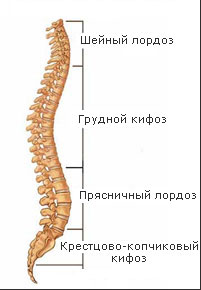 Шейный лордоз
Грудной кифоз
Прясничный лордоз
Крестцово-копчиковый
кифоз